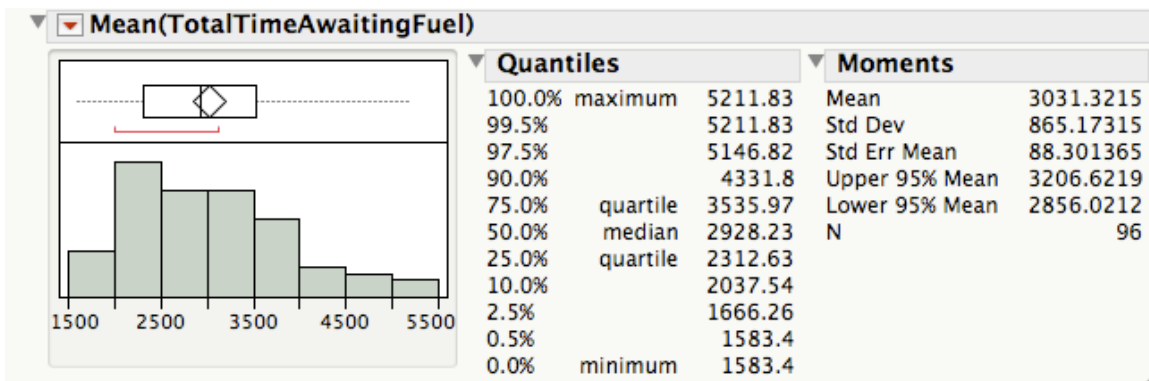 Mean(TotalTimeAwaitingFuel)
1500 2500 3500 4500 5500
Quantiles
100.0% maximum 5211.83
99.5% 5211.83
97.5% 5146.82
90.0% 4331.8
75.0% quartile 3535.97
50.0% median 2928.23
25.0% quartile 2312.63
10.0% 2037.54
2.5% 1666.26
0.5% 1583.4
0.0% minimum 1583.4
Moments
Mean 3031.3215
Std Dev 865.17315
Std Err Mean 88.301365
Upper 95% Mean 3206.6219
Lower 95% Mean 2856.0212
N 96